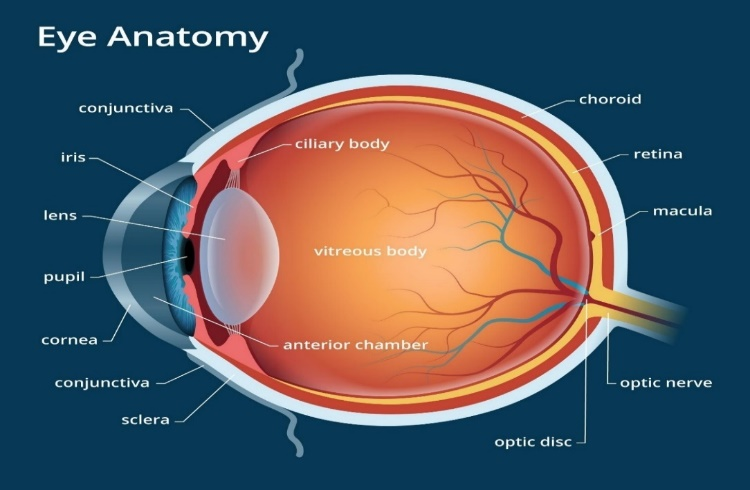 Eye Anatomy
conjunctiva
choroid
ciliary body
iris
retina
lens
macula
vitreous body
pupil
cornea
anterior chamber
conjunctiva
optic nerve
sclera
optic disc